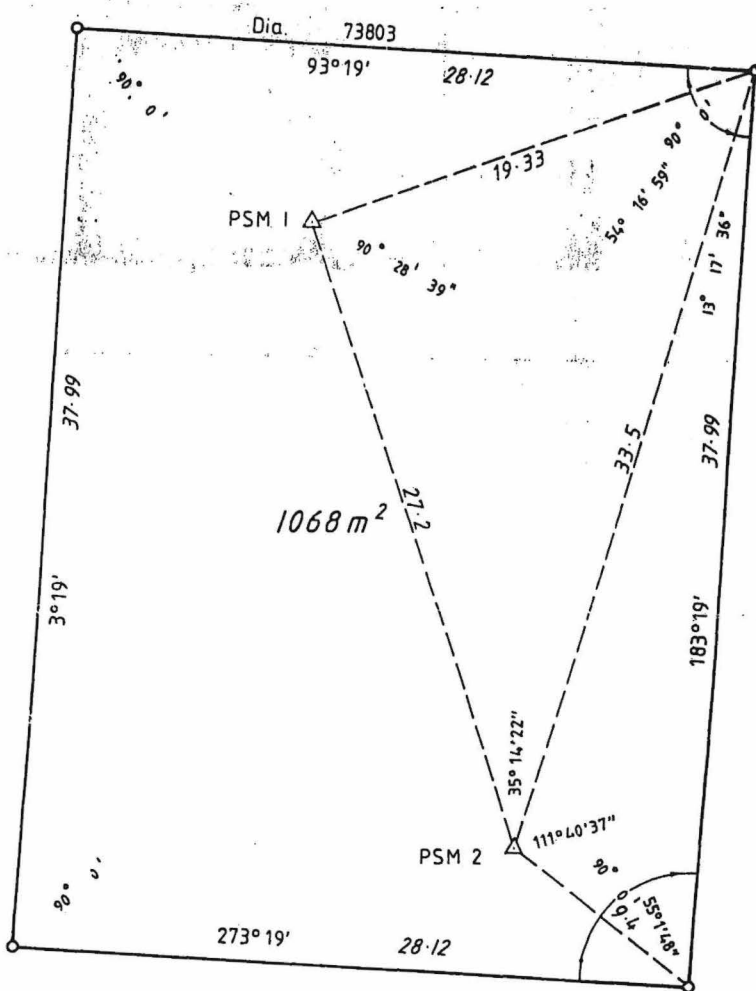 Dia. 73803
93°19' 28·12
90° 0'
90° 0'
19·33
54° 16' 59"
PSM 1
90° 28' 39"
13° 17' 36"
37·99
33·5
37·99
27·2
1068 m²
3°19'
183°19'
35° 14' 22"
PSM 2
111°40'37"
90° 0'
55°1'48"
9·4
90° 0'
273°19' 28·12